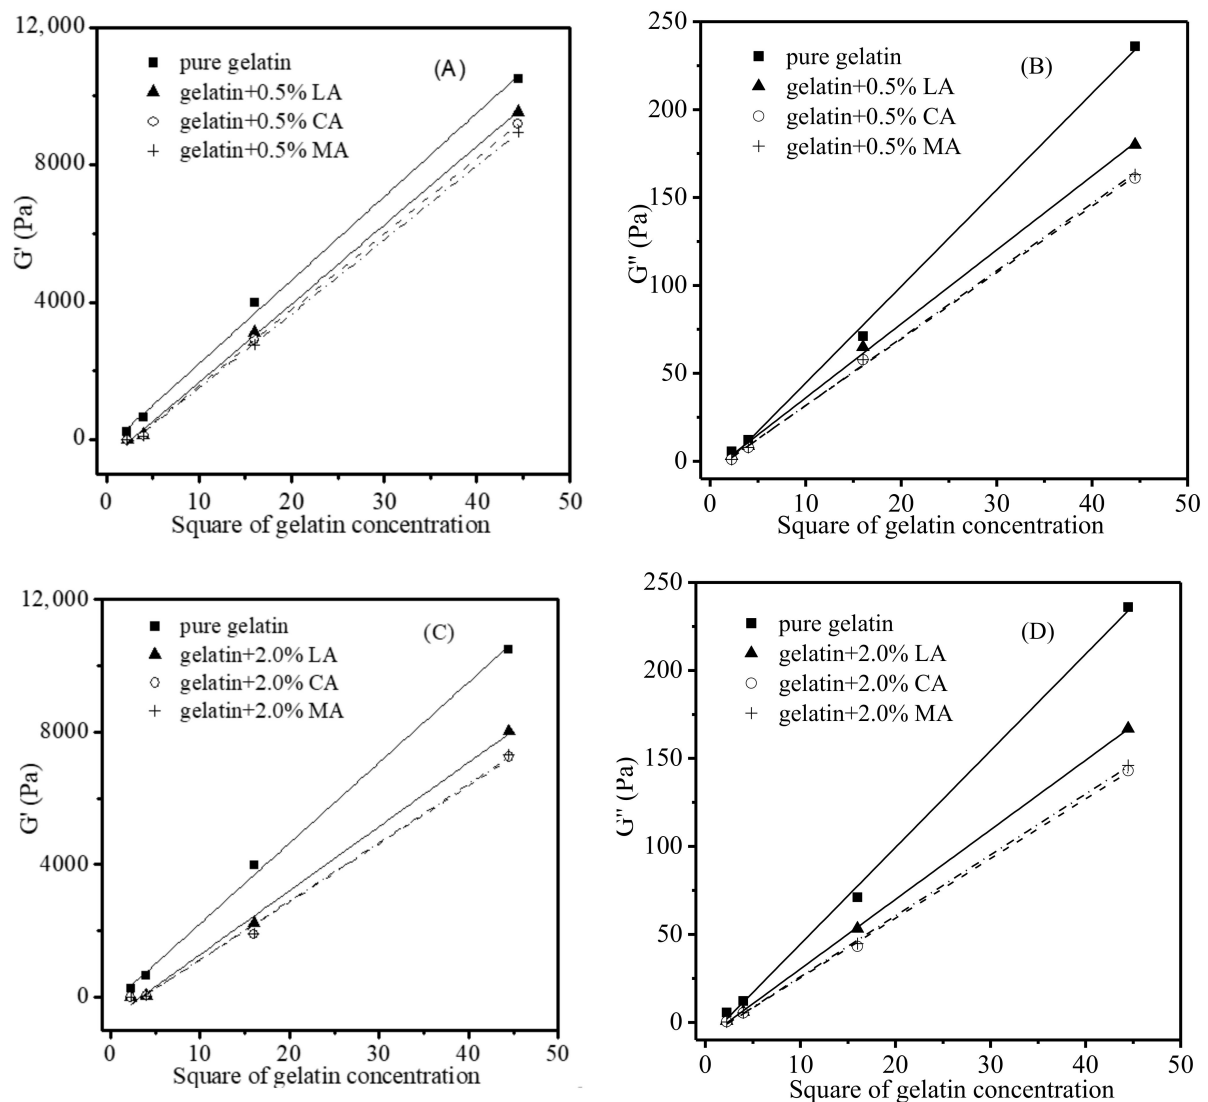 12,000
8000
4000
0
G' (Pa)
pure gelatin
gelatin+0.5% LA
gelatin+0.5% CA
gelatin+0.5% MA
(A)
0 10 20 30 40 50
Square of gelatin concentration
250
200
150
100
50
0
G" (Pa)
pure gelatin
gelatin+0.5% LA
gelatin+0.5% CA
gelatin+0.5% MA
(B)
0 10 20 30 40 50
Square of gelatin concentration
12,000
8000
4000
0
G' (Pa)
pure gelatin
gelatin+2.0% LA
gelatin+2.0% CA
gelatin+2.0% MA
(C)
0 10 20 30 40 50
Square of gelatin concentration
250
200
150
100
50
0
G" (Pa)
pure gelatin
gelatin+2.0% LA
gelatin+2.0% CA
gelatin+2.0% MA
(D)
0 10 20 30 40 50
Square of gelatin concentration